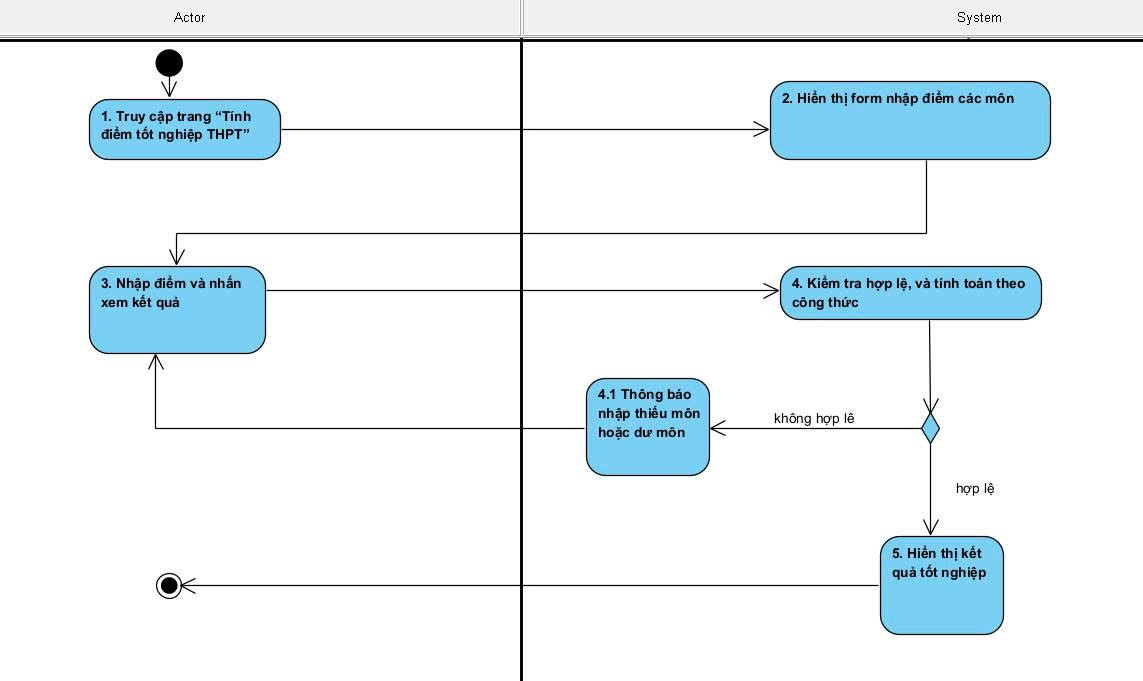 Actor
System
1. Truy cập trang “Tính
điểm tốt nghiệp THPT”
2. Hiển thị form nhập điểm các môn
3. Nhập điểm và nhấn
xem kết quả
4. Kiểm tra hợp lệ, và tính toán theo
công thức
4.1 Thông báo
nhập thiếu môn
hoặc dư môn
không hợp lê
hợp lệ
5. Hiển thị kết
quả tốt nghiệp